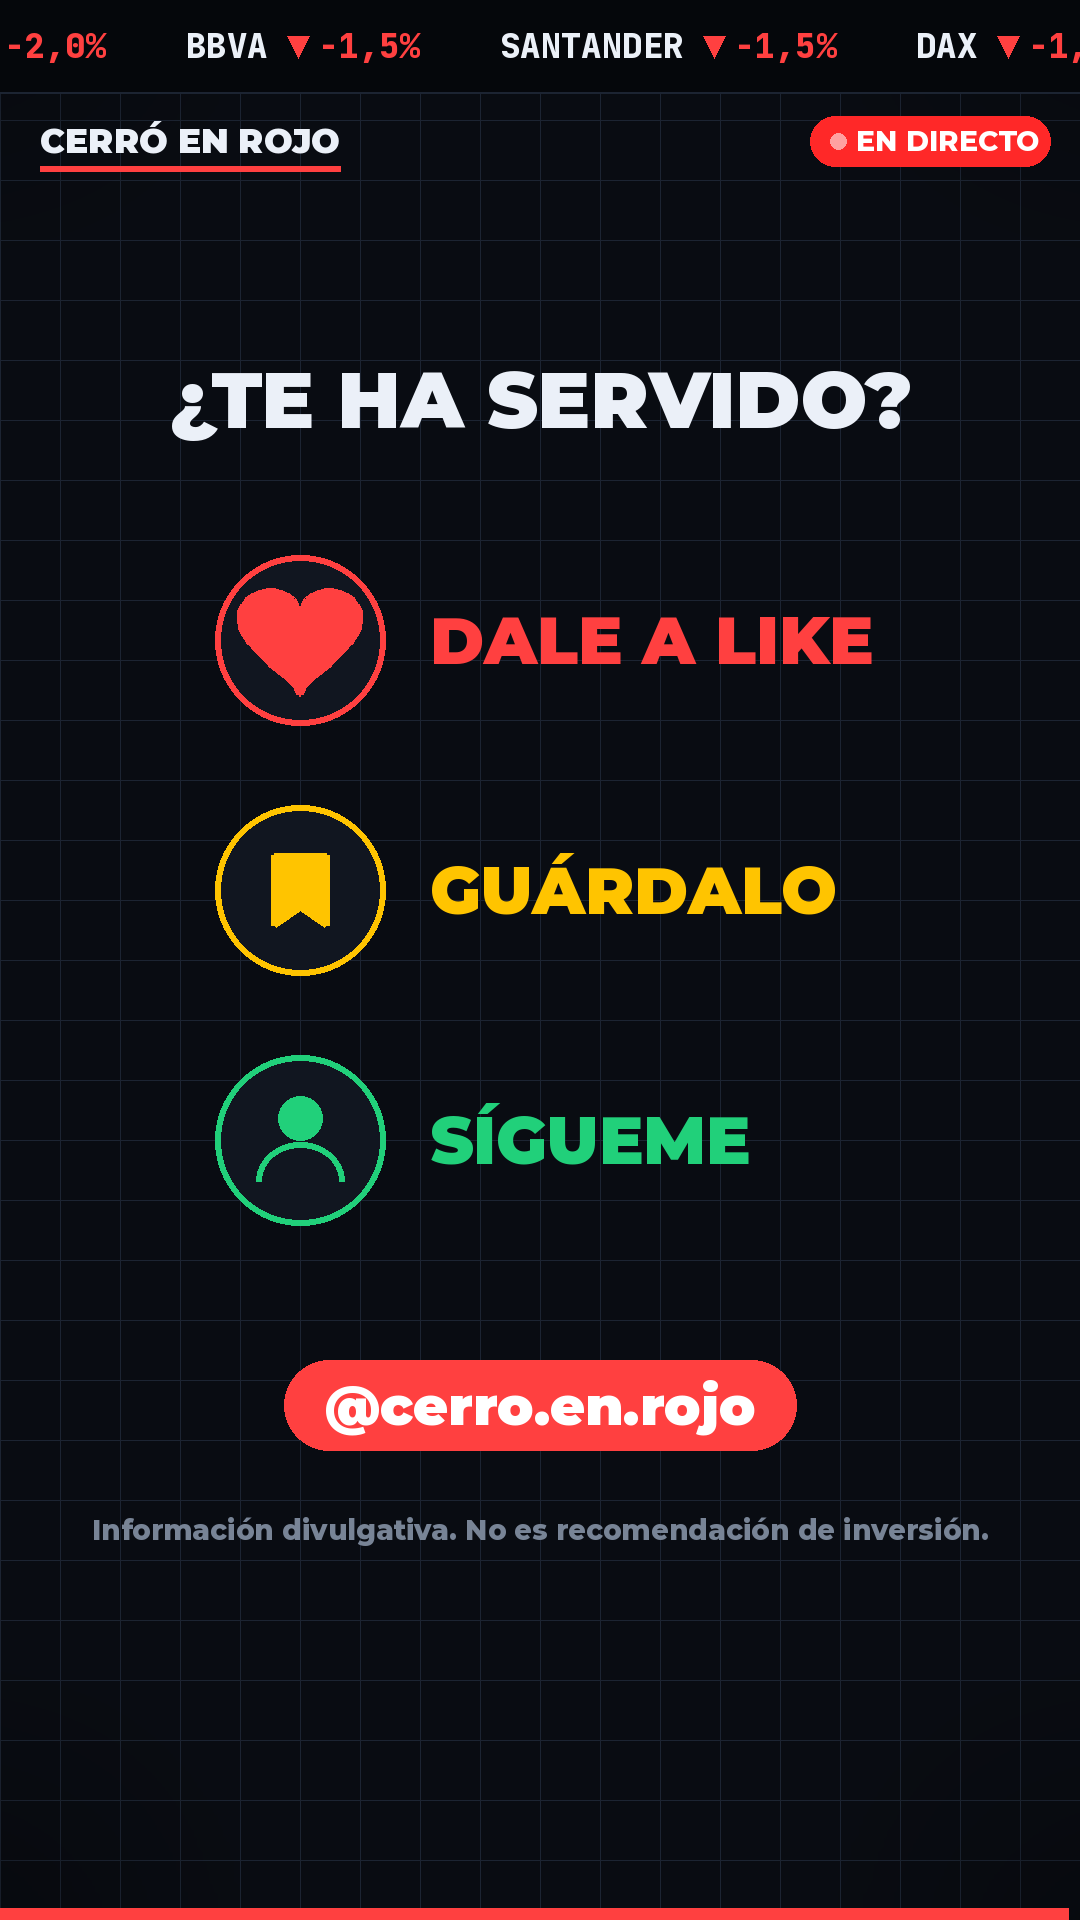 -2,0% BBVA ▼ -1,5% SANTANDER ▼ -1,5% DAX ▼ -1,
CERRÓ EN ROJO
EN DIRECTO
¿TE HA SERVIDO?
DALE A LIKE
GUÁRDALO
SÍGUEME
@cerro.en.rojo
Información divulgativa. No es recomendación de inversión.